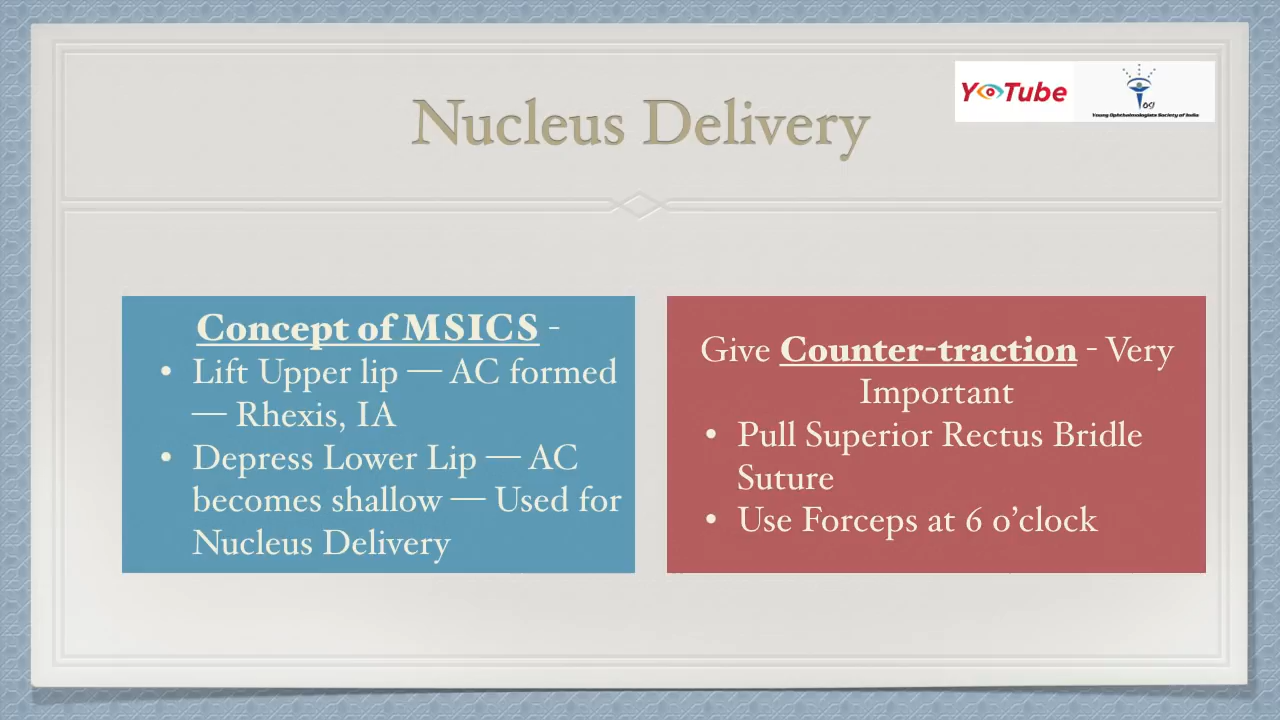 Nucleus Delivery
YoTube
YOSI
Young Ophthalmologists Society of India
Concept of MSICS -
• Lift Upper lip — AC formed
— Rhexis, IA
• Depress Lower Lip — AC
becomes shallow — Used for
Nucleus Delivery
Give Counter-traction - Very
Important
• Pull Superior Rectus Bridle
Suture
• Use Forceps at 6 o’clock